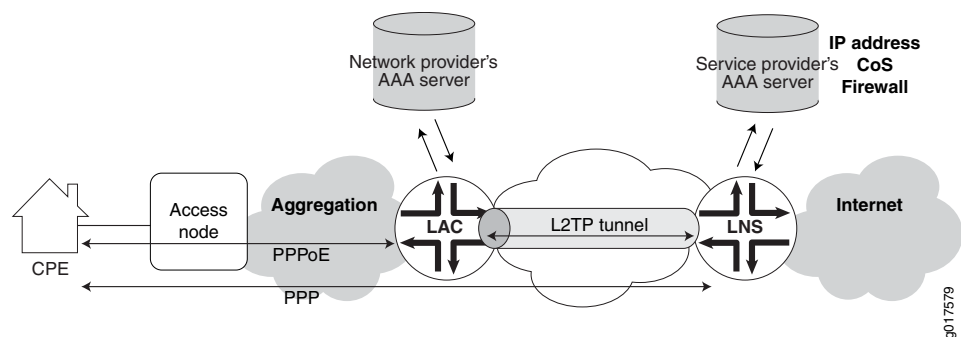 Network provider's
AAA server
Service provider's
AAA server
IP address
CoS
Firewall
Access
node
Aggregation
LAC
L2TP tunnel
LNS
Internet
PPPoE
CPE
PPP
g017579